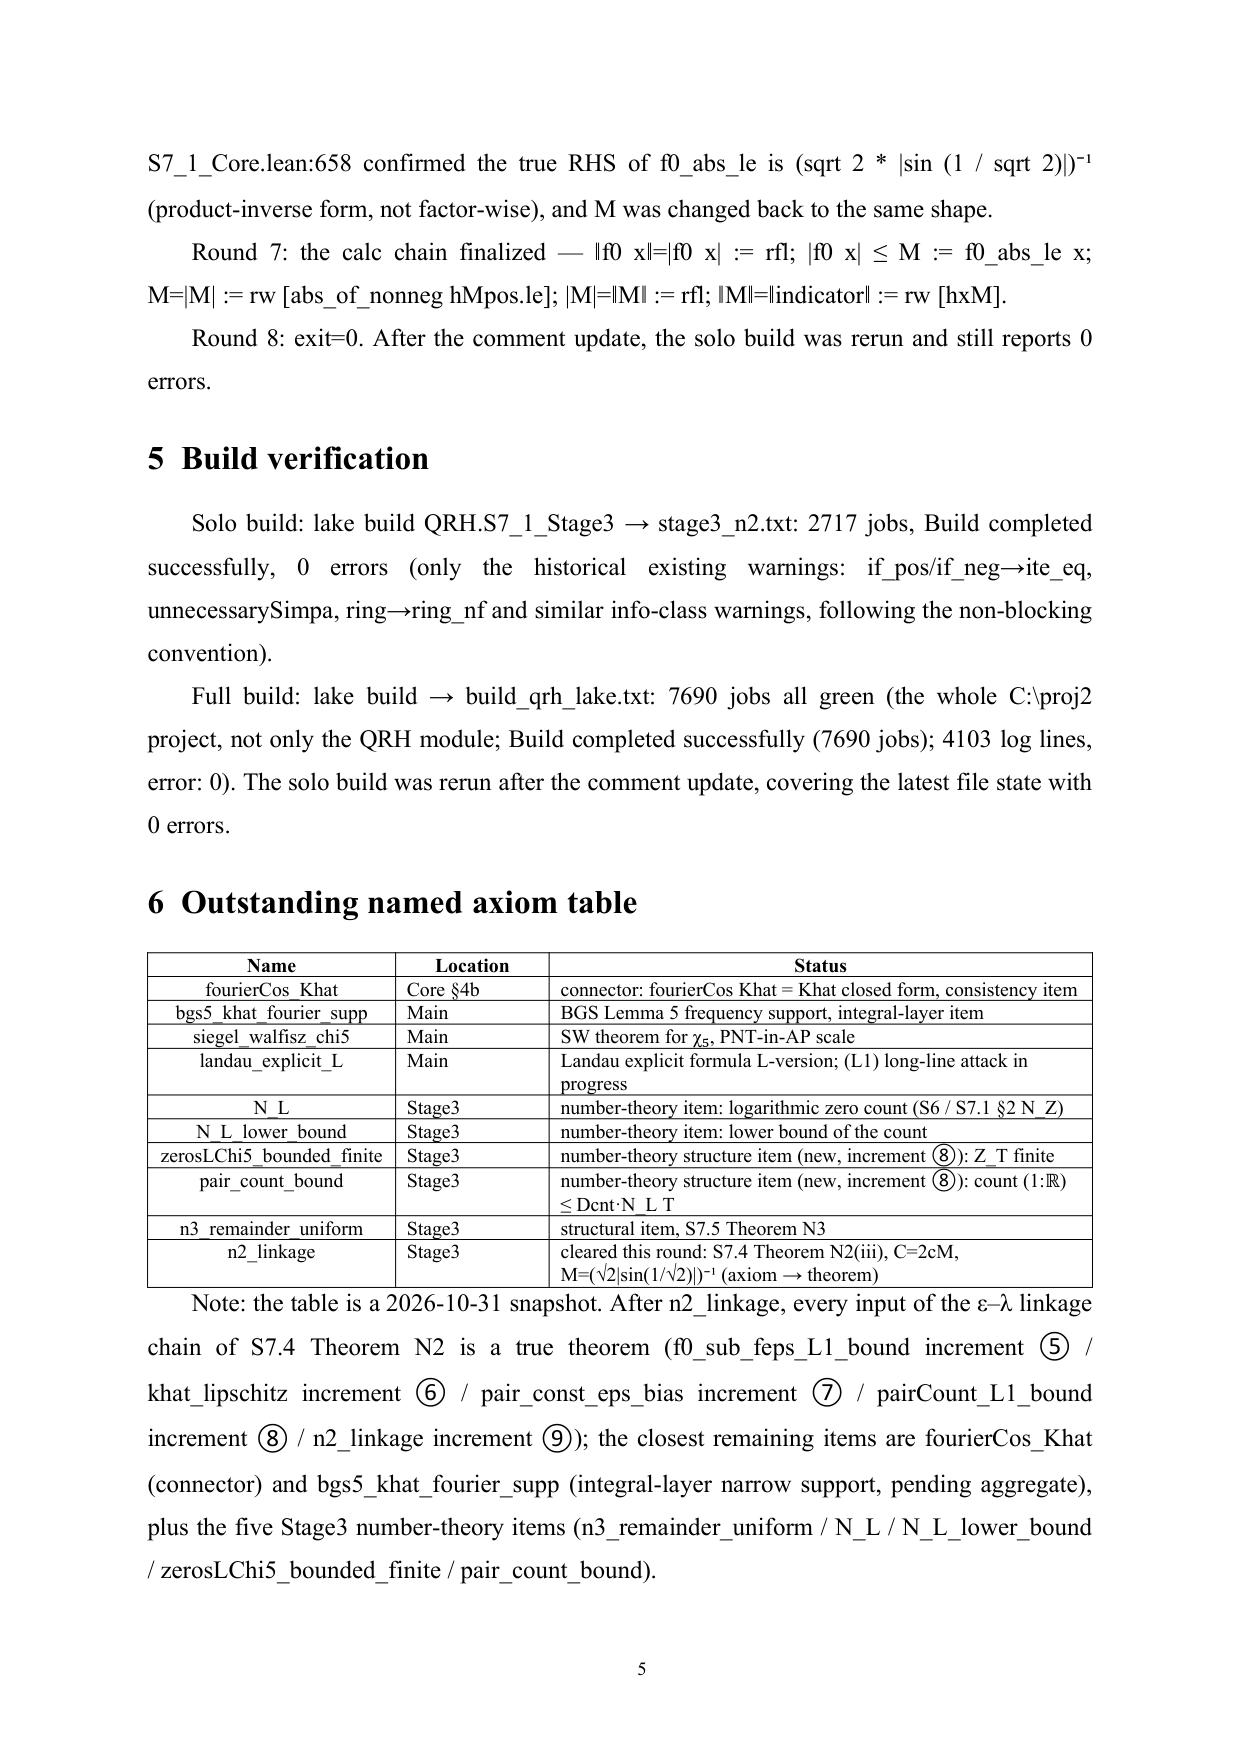 S7_1_Core.lean:658 confirmed the true RHS of f0_abs_le is (sqrt 2 * |sin (1 / sqrt 2)|)⁻¹
(product-inverse form, not factor-wise), and M was changed back to the same shape.
Round 7: the calc chain finalized — ‖f0 x‖=|f0 x| := rfl; |f0 x| ≤ M := f0_abs_le x;
M=|M| := rw [abs_of_nonneg hMpos.le]; |M|=‖M‖ := rfl; ‖M‖=‖indicator‖ := rw [hxM].
Round 8: exit=0. After the comment update, the solo build was rerun and still reports 0
errors.
5 Build verification
Solo build: lake build QRH.S7_1_Stage3 → stage3_n2.txt: 2717 jobs, Build completed
successfully, 0 errors (only the historical existing warnings: if_pos/if_neg→ite_eq,
unnecessarySimpa, ring→ring_nf and similar info-class warnings, following the non-blocking
convention).
Full build: lake build → build_qrh_lake.txt: 7690 jobs all green (the whole C:\proj2
project, not only the QRH module; Build completed successfully (7690 jobs); 4103 log lines,
error: 0). The solo build was rerun after the comment update, covering the latest file state with
0 errors.
6 Outstanding named axiom table
Name Location Status
fourierCos_Khat Core §4b connector: fourierCos Khat = Khat closed form, consistency item
bgs5_khat_fourier_supp Main BGS Lemma 5 frequency support, integral-layer item
siegel_walfisz_chi5 Main SW theorem for χ₅, PNT-in-AP scale
landau_explicit_L Main Landau explicit formula L-version; (L1) long-line attack in
progress
N_L Stage3 number-theory item: logarithmic zero count (S6 / S7.1 §2 N_Z)
N_L_lower_bound Stage3 number-theory item: lower bound of the count
zerosLChi5_bounded_finite Stage3 number-theory structure item (new, increment ⑧): Z_T finite
pair_count_bound Stage3 number-theory structure item (new, increment ⑧): count (1:ℝ)
≤ Dcnt·N_L T
n3_remainder_uniform Stage3 structural item, S7.5 Theorem N3
n2_linkage Stage3 cleared this round: S7.4 Theorem N2(iii), C=2cM,
M=(√2|sin(1/√2)|)⁻¹ (axiom → theorem)
Note: the table is a 2026-10-31 snapshot. After n2_linkage, every input of the ε–λ linkage
chain of S7.4 Theorem N2 is a true theorem (f0_sub_feps_L1_bound increment ⑤ /
khat_lipschitz increment ⑥ / pair_const_eps_bias increment ⑦ / pairCount_L1_bound
increment ⑧ / n2_linkage increment ⑨); the closest remaining items are fourierCos_Khat
(connector) and bgs5_khat_fourier_supp (integral-layer narrow support, pending aggregate),
plus the five Stage3 number-theory items (n3_remainder_uniform / N_L / N_L_lower_bound
/ zerosLChi5_bounded_finite / pair_count_bound).
5